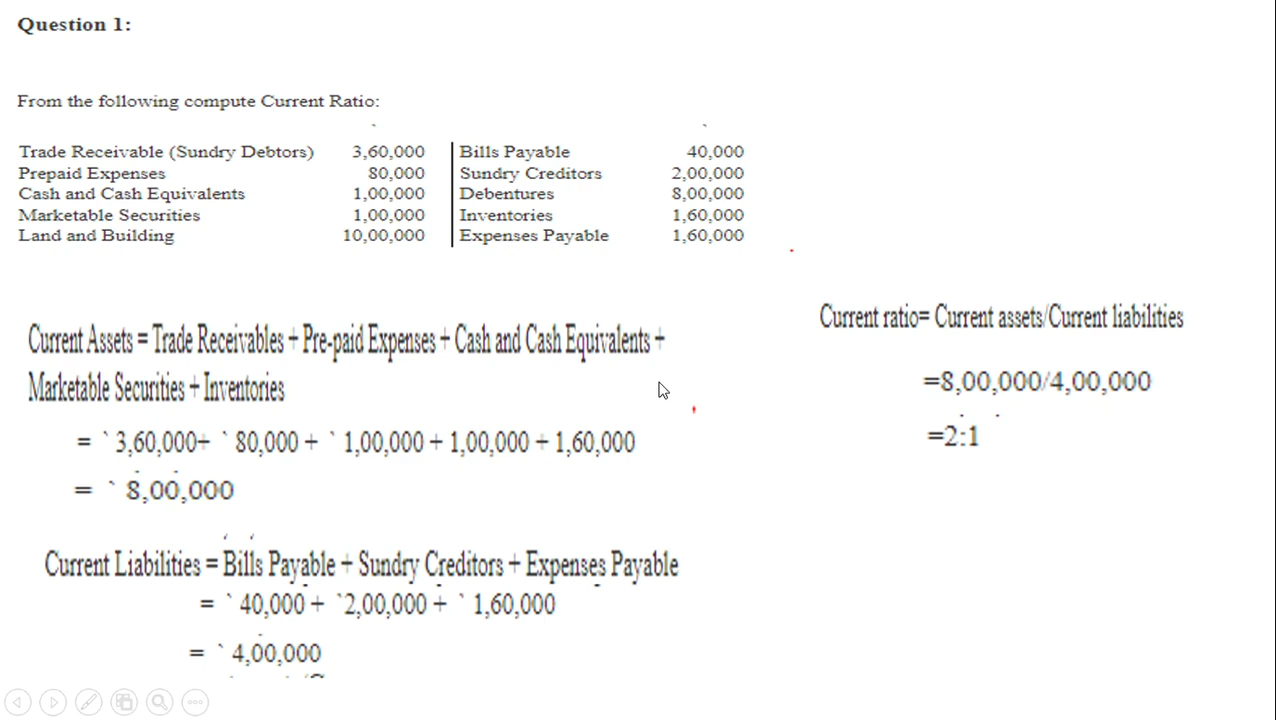 Question 1:
From the following compute Current Ratio:
` `
Trade Receivable (Sundry Debtors) 3,60,000 Bills Payable 40,000
Prepaid Expenses 80,000 Sundry Creditors 2,00,000
Cash and Cash Equivalents 1,00,000 Debentures 8,00,000
Marketable Securities 1,00,000 Inventories 1,60,000
Land and Building 10,00,000 Expenses Payable 1,60,000
Current Assets = Trade Receivables + Pre-paid Expenses + Cash and Cash Equivalents +
Marketable Securities + Inventories
= ` 3,60,000+ ` 80,000 + ` 1,00,000 + 1,00,000 + 1,60,000
= ` 8,00,000
Current Liabilities = Bills Payable + Sundry Creditors + Expenses Payable
= ` 40,000 + `2,00,000 + ` 1,60,000
= ` 4,00,000
Current ratio= Current assets/Current liabilities
=8,00,000/4,00,000
=2:1